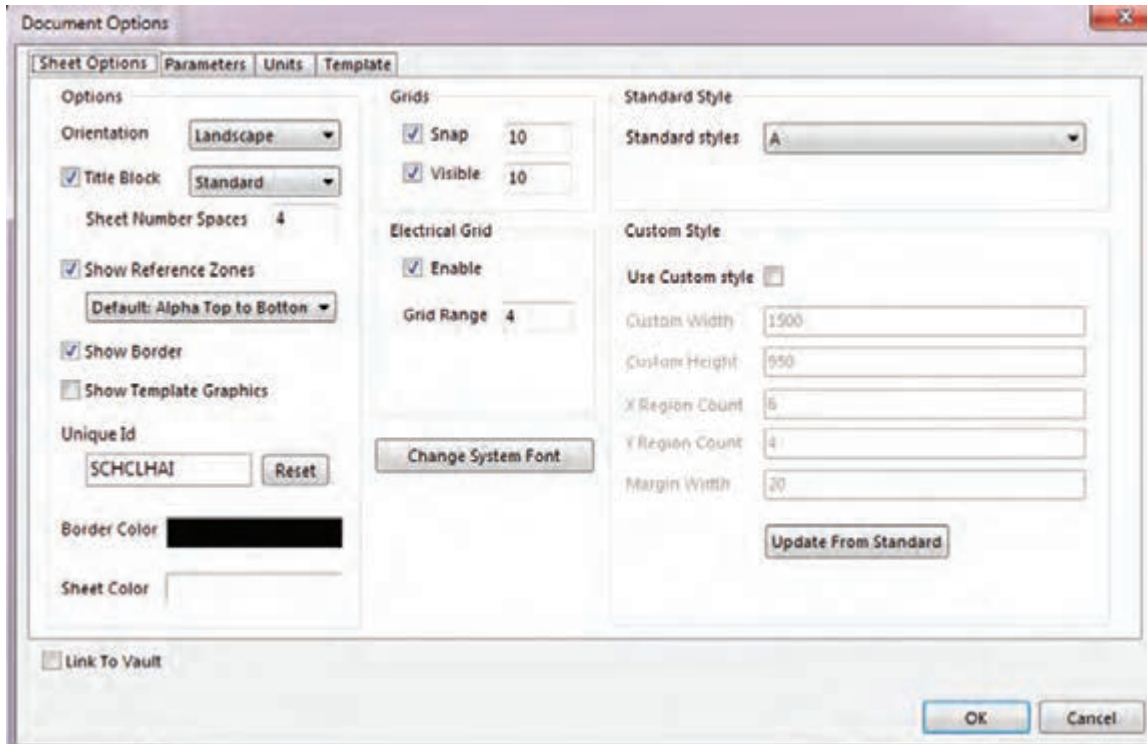 Document Options
Sheet Options Parameters Units Template
Options
Orientation Landscape
Title Block Standard
Sheet Number Spaces 4
Show Reference Zones
Default: Alpha Top to Botton
Show Border
Show Template Graphics
Unique Id
SCHCLHAI Reset
Border Color
Sheet Color
Grids
Snap 10
Visible 10
Electrical Grid
Enable
Grid Range 4
Change System Font
Standard Style
Standard styles A
Custom Style
Use Custom style
Custom Width 1500
Custom Height 950
X Region Count 6
Y Region Count 4
Margin Width 20
Update From Standard
Link To Vault
OK Cancel